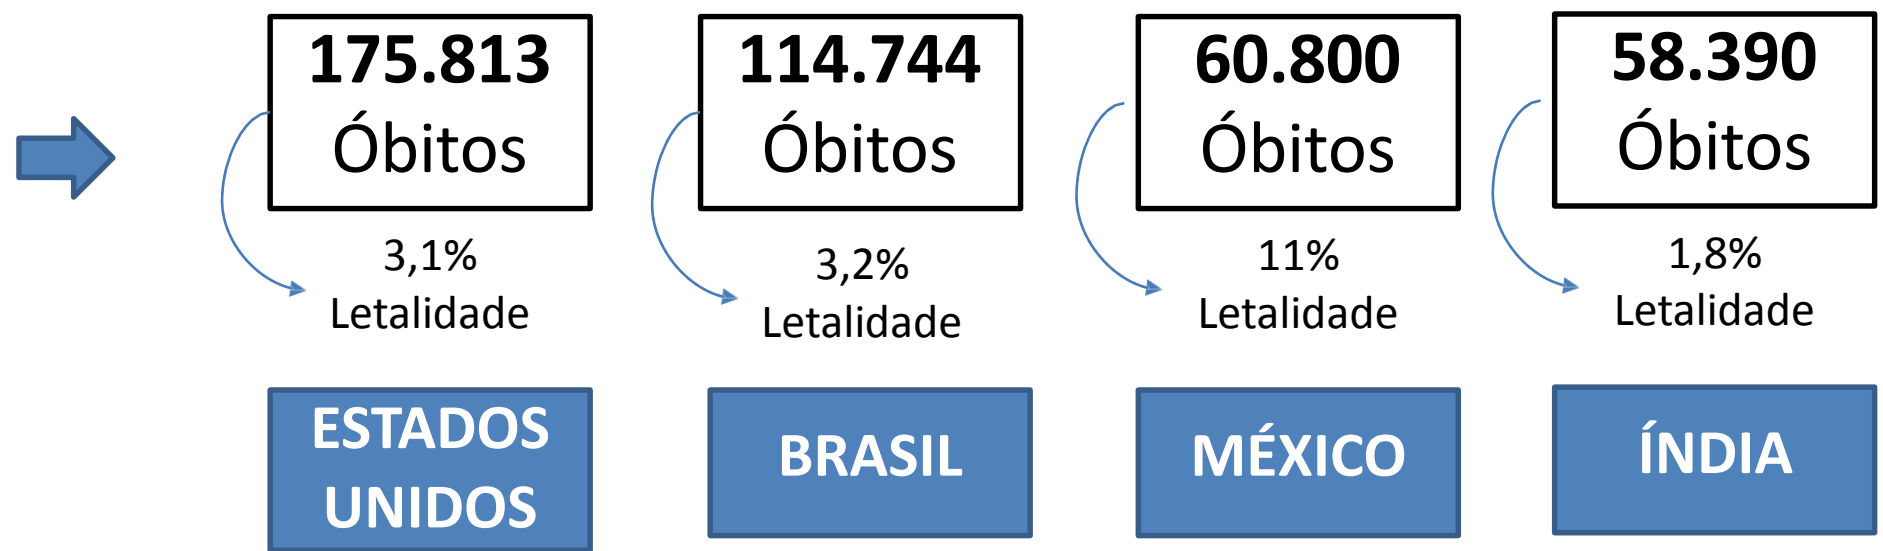 175.813
Óbitos
3,1%
Letalidade
ESTADOS
UNIDOS
114.744
Óbitos
3,2%
Letalidade
BRASIL
60.800
Óbitos
11%
Letalidade
MÉXICO
58.390
Óbitos
1,8%
Letalidade
ÍNDIA